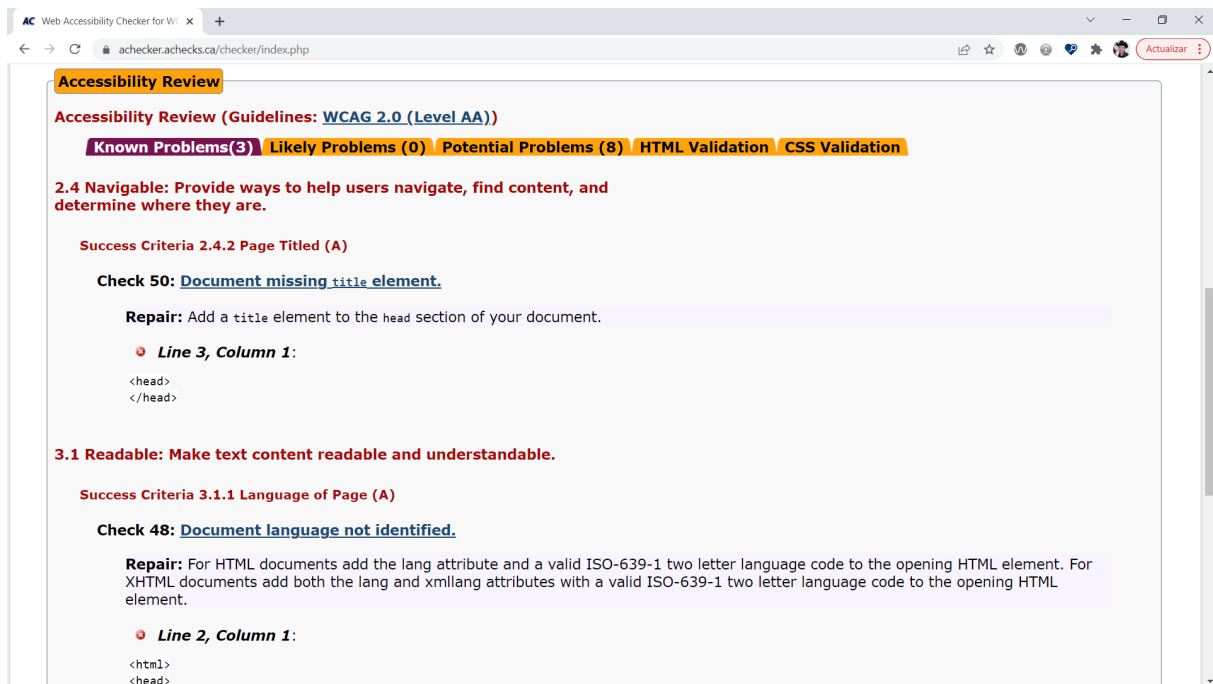 AC Web Accessibility Checker for W
achecker.achecks.ca/checker/index.php
Actualizar
Accessibility Review
Accessibility Review (Guidelines: WCAG 2.0 (Level AA))
Known Problems(3) Likely Problems (0) Potential Problems (8) HTML Validation CSS Validation
2.4 Navigable: Provide ways to help users navigate, find content, and
determine where they are.
Success Criteria 2.4.2 Page Titled (A)
Check 50: Document missing title element.
Repair: Add a title element to the head section of your document.
Line 3, Column 1:
<head>
</head>
3.1 Readable: Make text content readable and understandable.
Success Criteria 3.1.1 Language of Page (A)
Check 48: Document language not identified.
Repair: For HTML documents add the lang attribute and a valid ISO-639-1 two letter language code to the opening HTML element. For
XHTML documents add both the lang and xmllang attributes with a valid ISO-639-1 two letter language code to the opening HTML
element.
Line 2, Column 1:
<html>
<head>